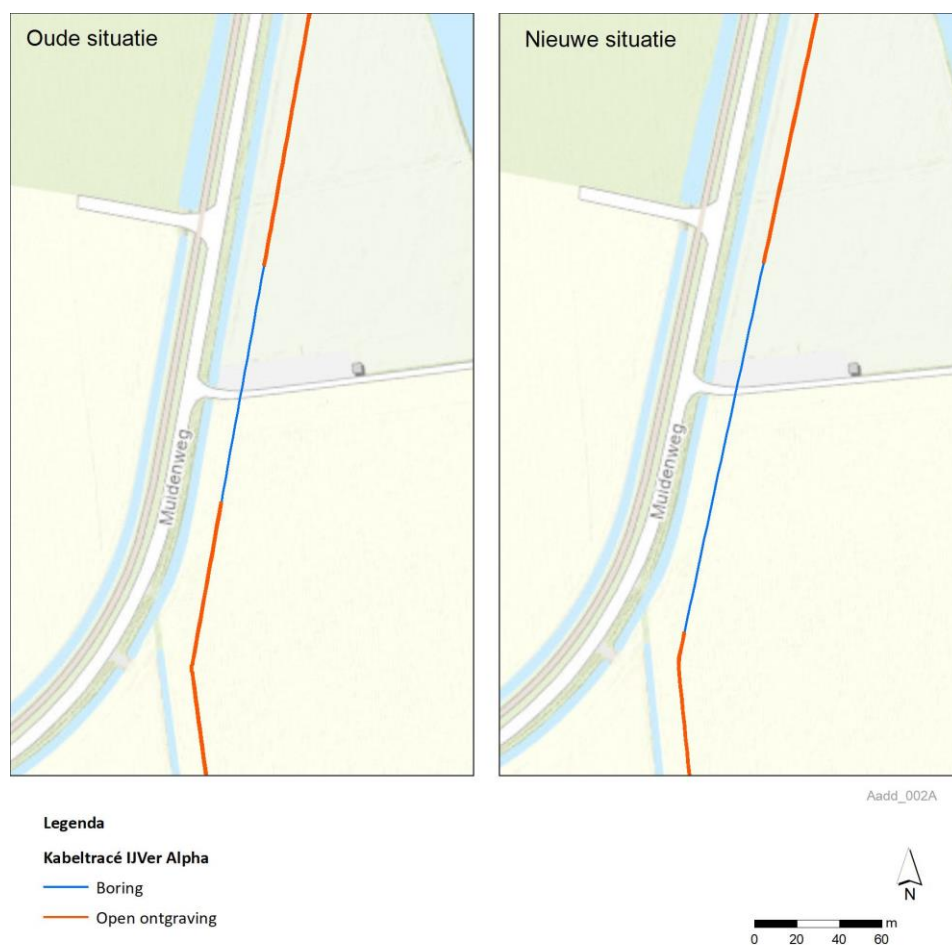 Oude situatie
Nieuwe situatie
Muidenweg
Muidenweg
Aadd_002A
Legenda
Kabeltracé IJVer Alpha
Boring
Open ontgraving
N
m
0 20 40 60